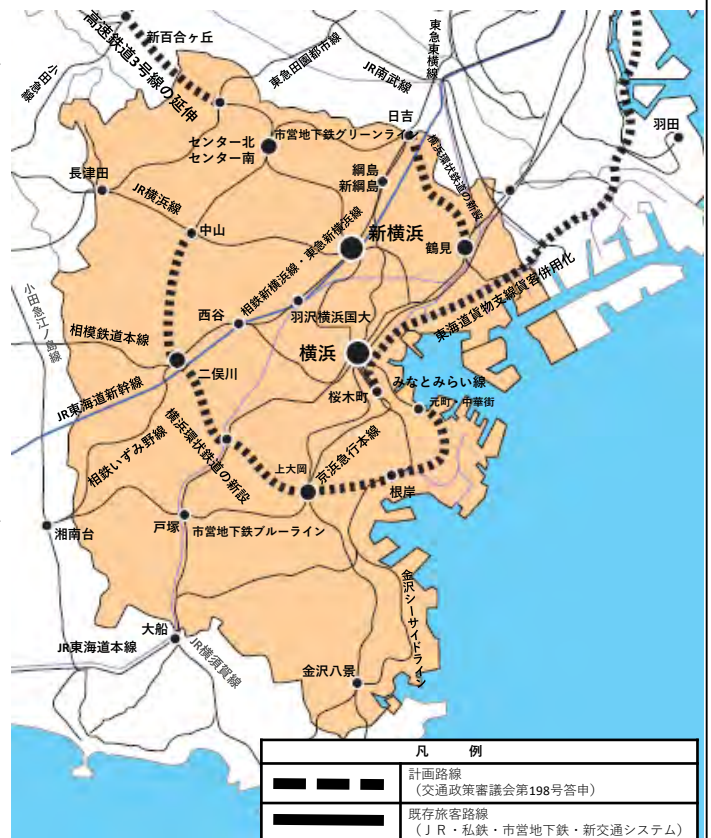 高速鉄道3号線の延伸
新百合ヶ丘
小田急線
東急田園都市線
JR南武線
東急東横線
羽田
日吉
市営地下鉄グリーンライン
センター北
センター南
横浜環状鉄道の新設
綱島
新綱島
長津田
JR横浜線
中山
新横浜
鶴見
相鉄新横浜線・東急新横浜線
小田急江ノ島線
西谷
羽沢横浜国大
東海道貨物支線貨客併用化
相模鉄道本線
横浜
二俣川
みなとみらい線
桜木町
元町・中華街
JR東海道新幹線
横浜環状鉄道の新設
相鉄いずみ野線
上大岡
京浜急行本線
根岸
戸塚
市営地下鉄ブルーライン
湘南台
金沢シーサイドライン
大船
JR東海道本線
JR横須賀線
金沢八景
凡 例
計画路線
（交通政策審議会第198号答申）
既存旅客路線
（ＪＲ・私鉄・市営地下鉄・新交通システム）